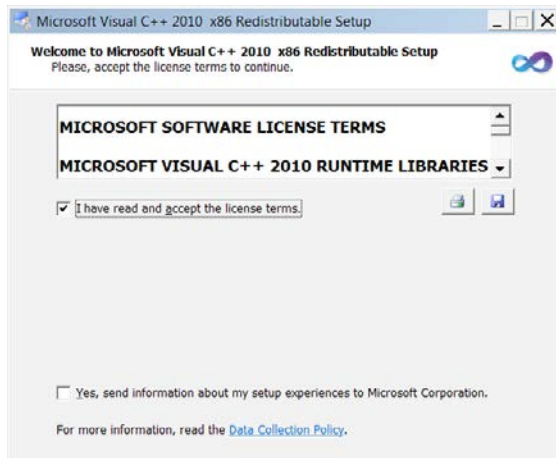 Microsoft Visual C++ 2010 x86 Redistributable Setup
Welcome to Microsoft Visual C++ 2010 x86 Redistributable Setup
Please, accept the license terms to continue.
MICROSOFT SOFTWARE LICENSE TERMS
MICROSOFT VISUAL C++ 2010 RUNTIME LIBRARIES
I have read and accept the license terms.
Yes, send information about my setup experiences to Microsoft Corporation.
For more information, read the Data Collection Policy.